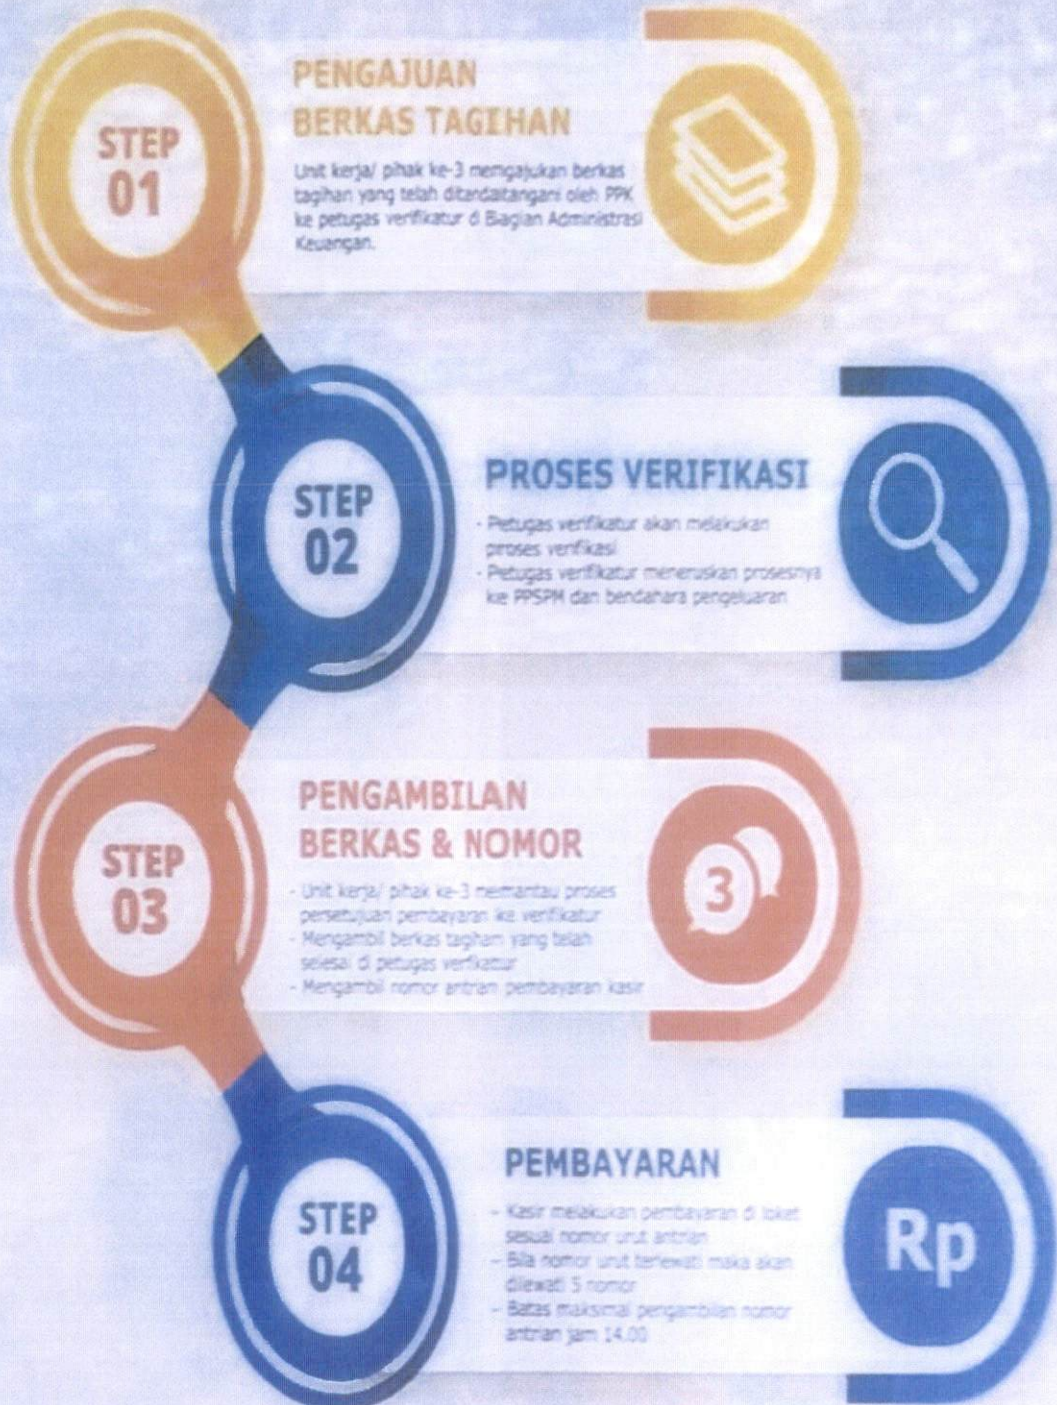 STEP
01
PENGAJUAN
BERKAS TAGIHAN
Unit kerja/ pihak ke-3 mengajukan berkas
tagihan yang telah ditandatangani oleh PPK
ke petugas verifikatur di Bagian Administrasi
Keuangan.
STEP
02
PROSES VERIFIKASI
- Petugas verifikatur akan melakukan
proses verifikasi
- Petugas verifikatur meneruskan prosesnya
ke PPSPM dan bendahara pengeluaran
STEP
03
PENGAMBILAN
BERKAS & NOMOR
- Unit kerja/ pihak ke-3 memantau proses
persetujuan pembayaran ke verifikatur
- Mengambil berkas tagihan yang telah
selesai di petugas verifikatur
- Mengambil nomor antrian pembayaran kasir
3
STEP
04
PEMBAYARAN
- Kasir melakukan pembayaran di loket
sesuai nomor urut antrian
- Bila nomor urut terlewati maka akan
dilewati 5 nomor
- Batas maksimal pengambilan nomor
antrian jam 14.00
Rp